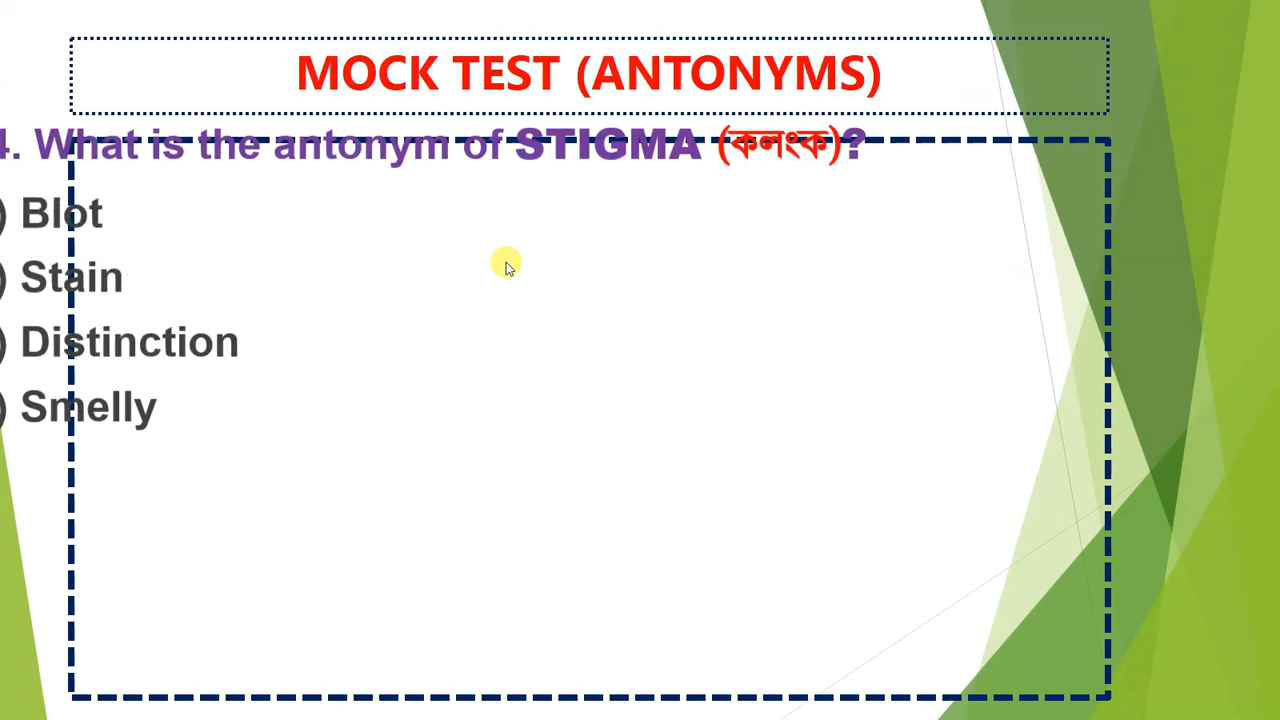 MOCK TEST (ANTONYMS)
4. What is the antonym of STIGMA (কলংক)?
) Blot
) Stain
) Distinction
) Smelly